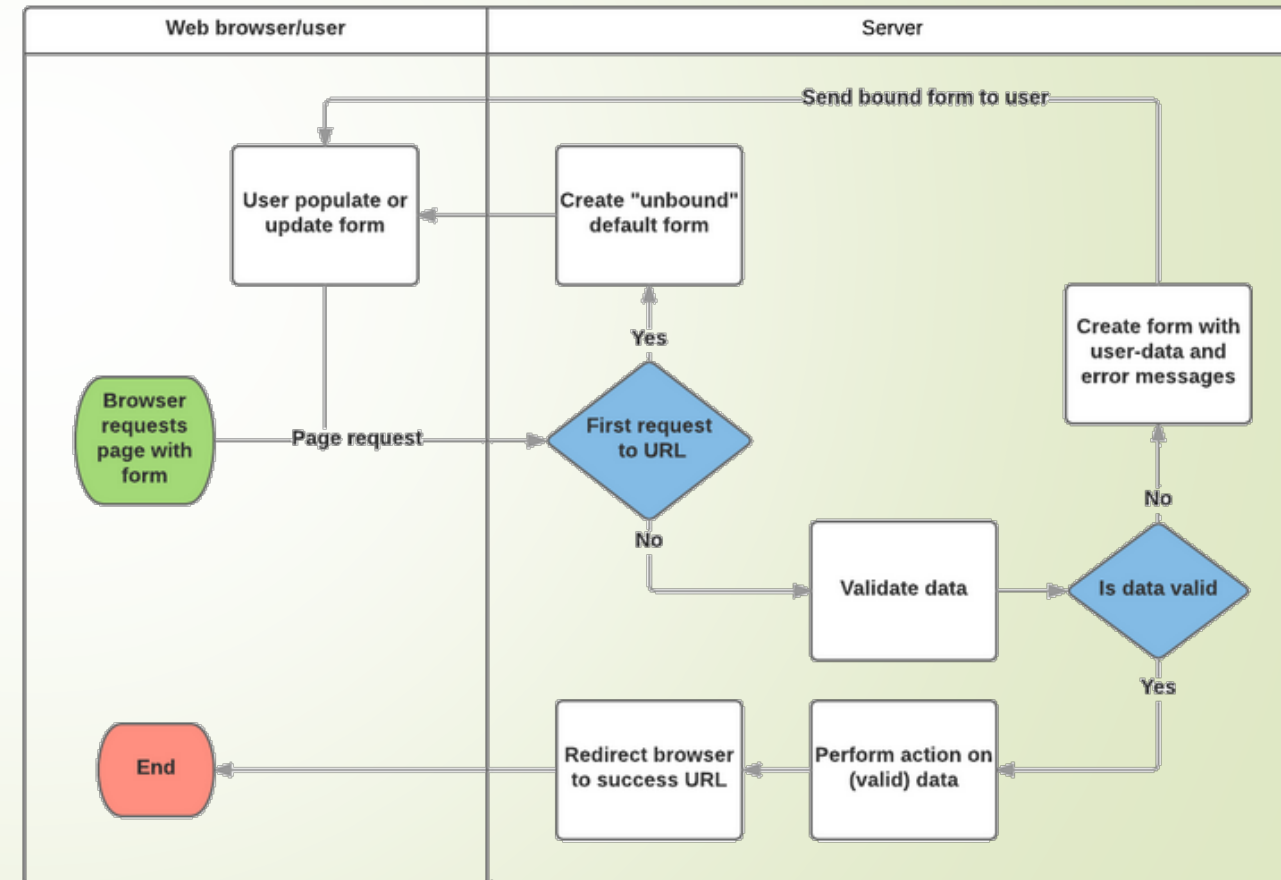 Web browser/user
Server
Send bound form to user
User populate or
update form
Create "unbound"
default form
Yes
Create form with
user-data and
error messages
Browser
requests
page with
form
Page request
First request
to URL
No
No
Validate data
Is data valid
Yes
End
Redirect browser
to success URL
Perform action on
(valid) data